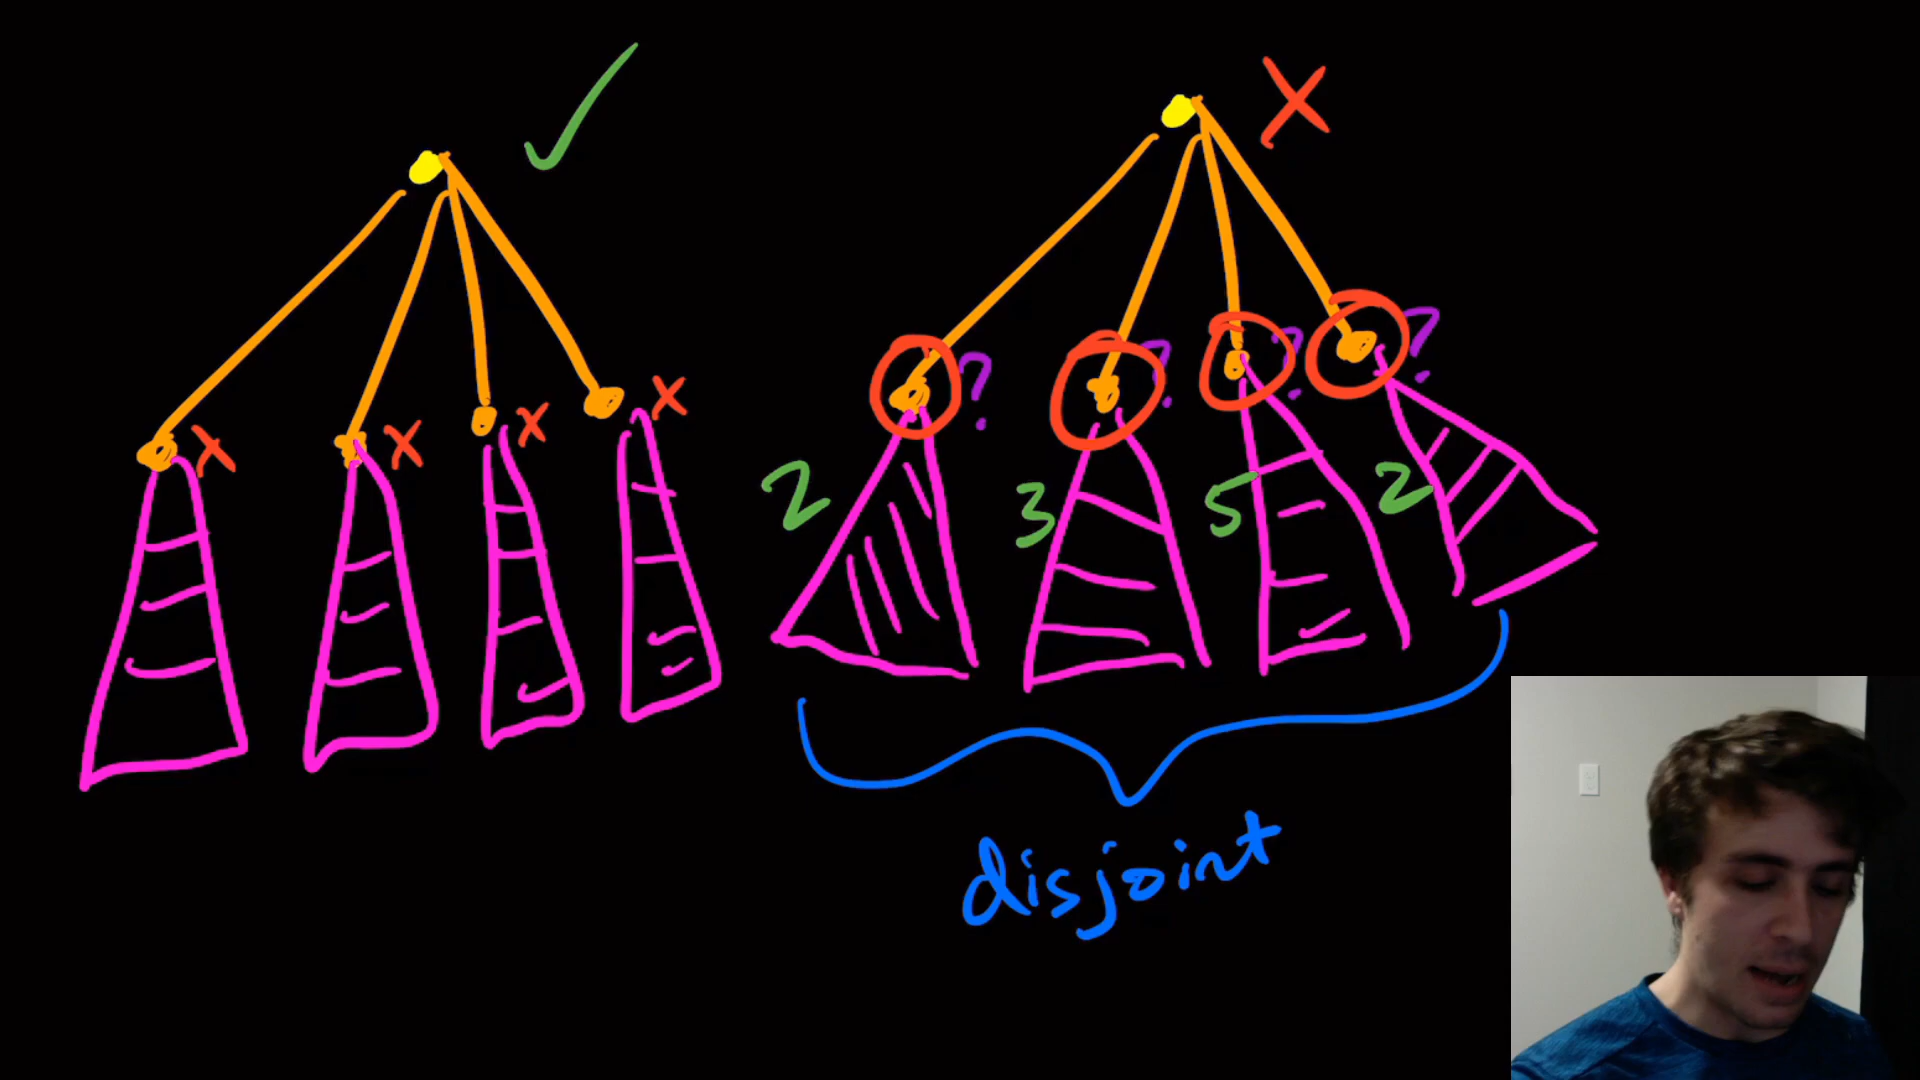 ✓ X
X X X X
? ? ? ?
2 3 5 2
disjoint